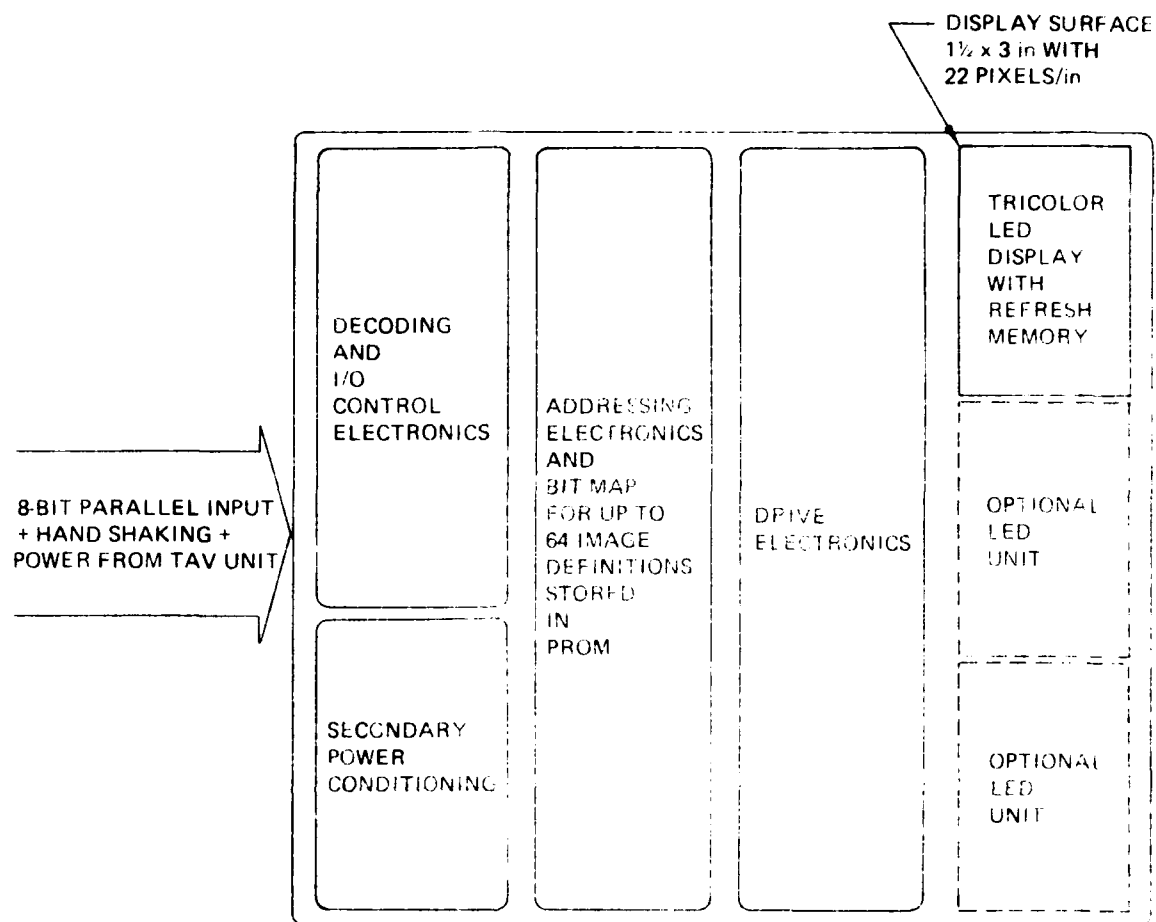 DISPLAY SURFACE
1½ x 3 in WITH
22 PIXELS/in
TRICOLOR
LED
DISPLAY
WITH
REFRESH
MEMORY
DECODING
AND
I/O
CONTROL
ELECTRONICS
ADDRESSING
ELECTRONICS
AND
BIT MAP
FOR UP TO
64 IMAGE
DEFINITIONS
STORED
IN
PROM
DRIVE
ELECTRONICS
OPTIONAL
LED
UNIT
8-BIT PARALLEL INPUT
+ HAND SHAKING +
POWER FROM TAV UNIT
SECONDARY
POWER
CONDITIONING
OPTIONAL
LED
UNIT